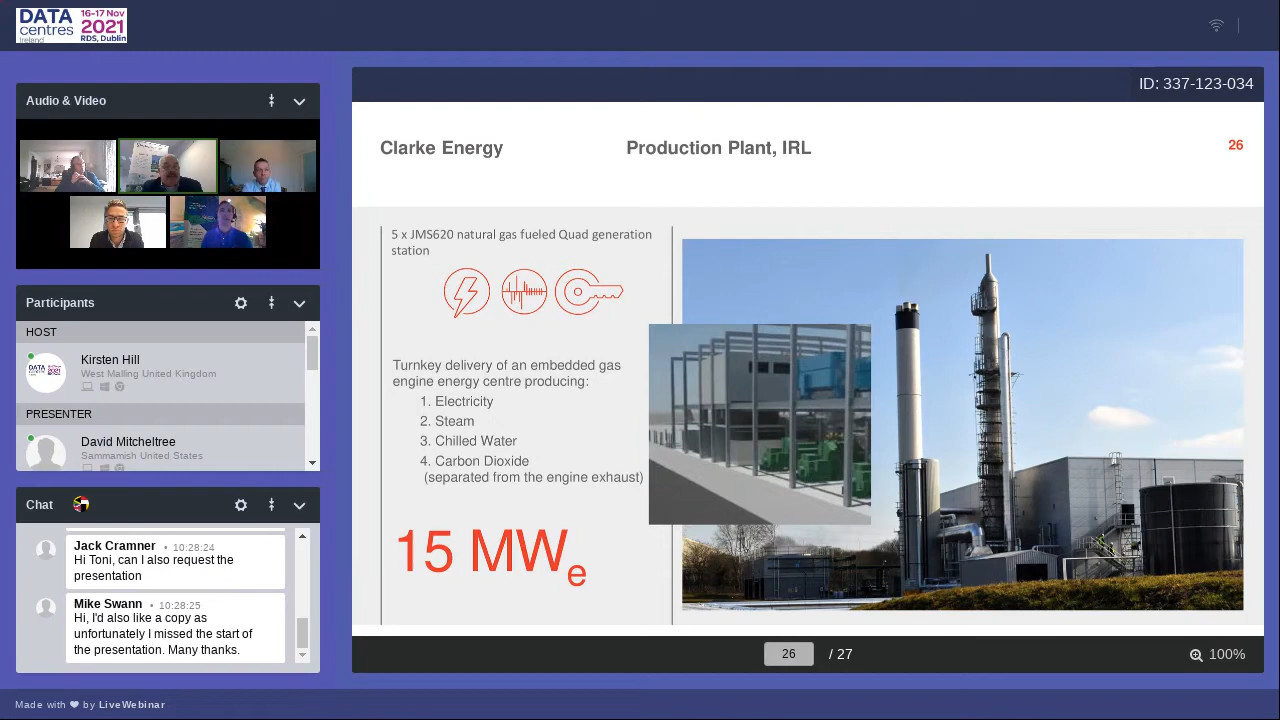 DATA
centres
Ireland
16-17 Nov
2021
RDS, Dublin
Audio & Video
Participants
HOST
Kirsten Hill
West Malling United Kingdom
PRESENTER
David Mitcheltree
Sammamish United States
Chat
Jack Cramner • 10:28:24
Hi Toni, can I also request the
presentation
Mike Swann • 10:28:25
Hi, I'd also like a copy as
unfortunately I missed the start of
the presentation. Many thanks.
ID: 337-123-034
Clarke Energy
Production Plant, IRL
26
5 x JMS620 natural gas fueled Quad generation
station
Turnkey delivery of an embedded gas
engine energy centre producing:
1. Electricity
2. Steam
3. Chilled Water
4. Carbon Dioxide
(separated from the engine exhaust)
15 MWe
26 / 27
100%
Made with ❤ by LiveWebinar